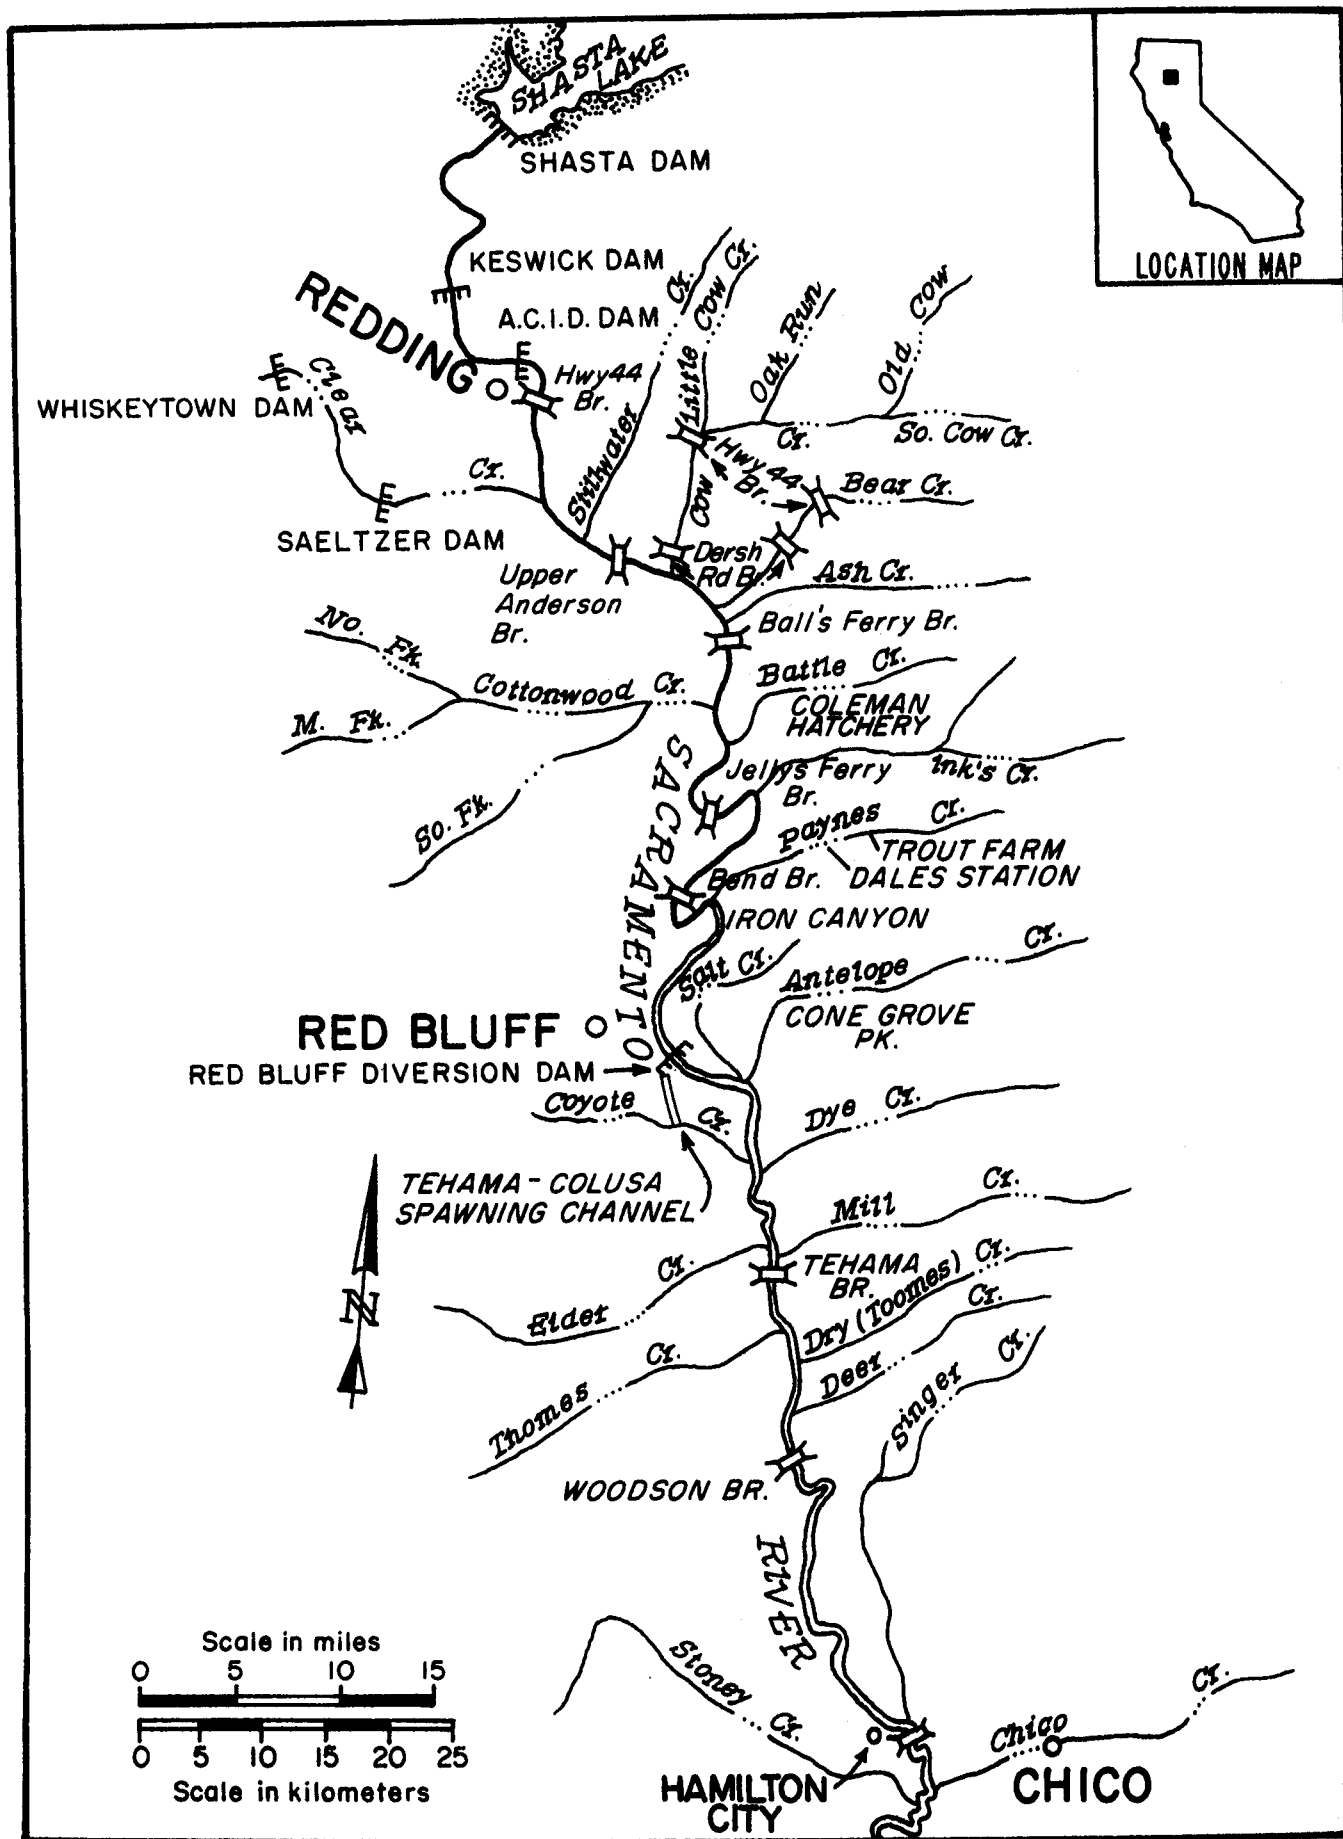 SHASTA
LAKE
SHASTA DAM
LOCATION MAP
KESWICK DAM
REDDING
A.C.I.D. DAM
Hwy 44
Br.
WHISKEYTOWN DAM
Clear
Cr.
SAELTZER DAM
Stillwater
Cr.
Little
Cow Cr.
Oak Run
Old Cow
Cr.
So. Cow Cr.
Hwy 44
Br.
Cow
Bear Cr.
Dersh
Rd Br.
Ash Cr.
Upper
Anderson
Br.
Ball's Ferry Br.
No. Fk.
M. Fk.
Cottonwood Cr.
So. Fk.
Battle Cr.
COLEMAN
HATCHERY
Jellys Ferry
Br.
Ink's Cr.
Paynes Cr.
TROUT FARM
DALES STATION
Bend Br.
IRON CANYON
SACRAMENTO
Salt Cr.
Antelope Cr.
CONE GROVE
PK.
RED BLUFF
RED BLUFF DIVERSION DAM
Coyote Cr.
Dye Cr.
TEHAMA-COLUSA
SPAWNING CHANNEL
Mill Cr.
N
TEHAMA
BR.
Elder Cr.
Dry (Toomes) Cr.
Thomes Cr.
Deer Cr.
Singer Cr.
WOODSON BR.
RIVER
Scale in miles
0 5 10 15
0 5 10 15 20 25
Scale in kilometers
Stoney Cr.
Chico Cr.
HAMILTON
CITY
CHICO